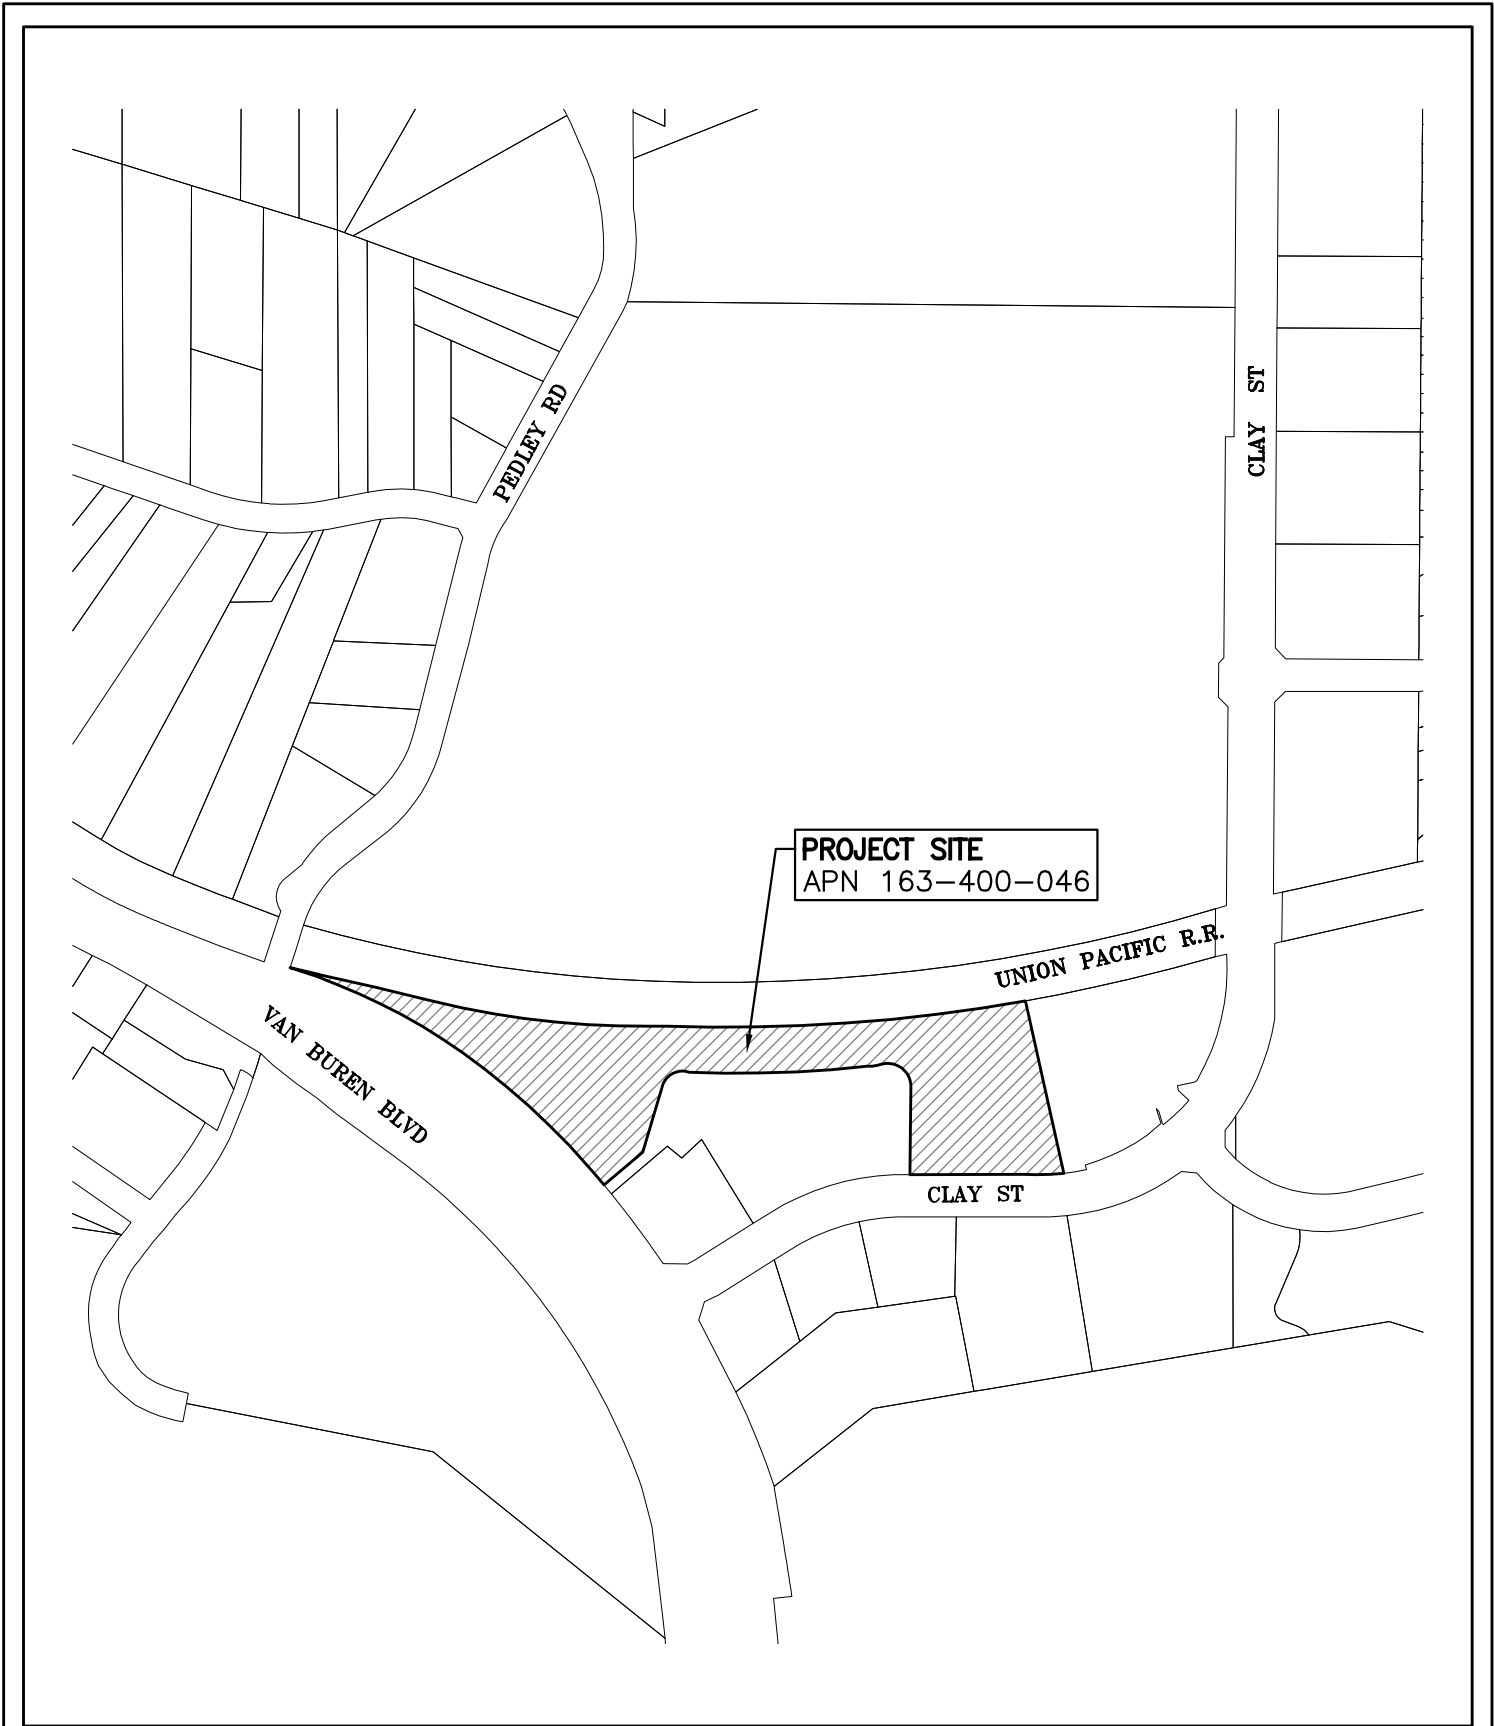 CLAY ST
PEDLEY RD
PROJECT SITE
APN 163-400-046
UNION PACIFIC R.R.
VAN BUREN BLVD
CLAY ST